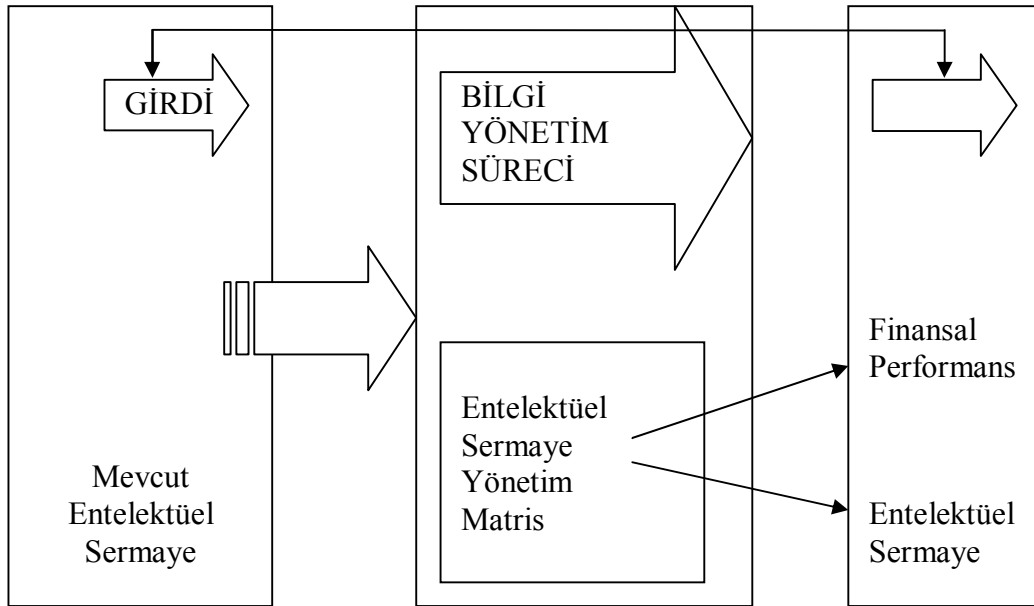 GİRDİ
Mevcut
Entelektüel
Sermaye
BİLGİ
YÖNETİM
SÜRECİ
Entelektüel
Sermaye
Yönetim
Matris
Finansal
Performans
Entelektüel
Sermaye